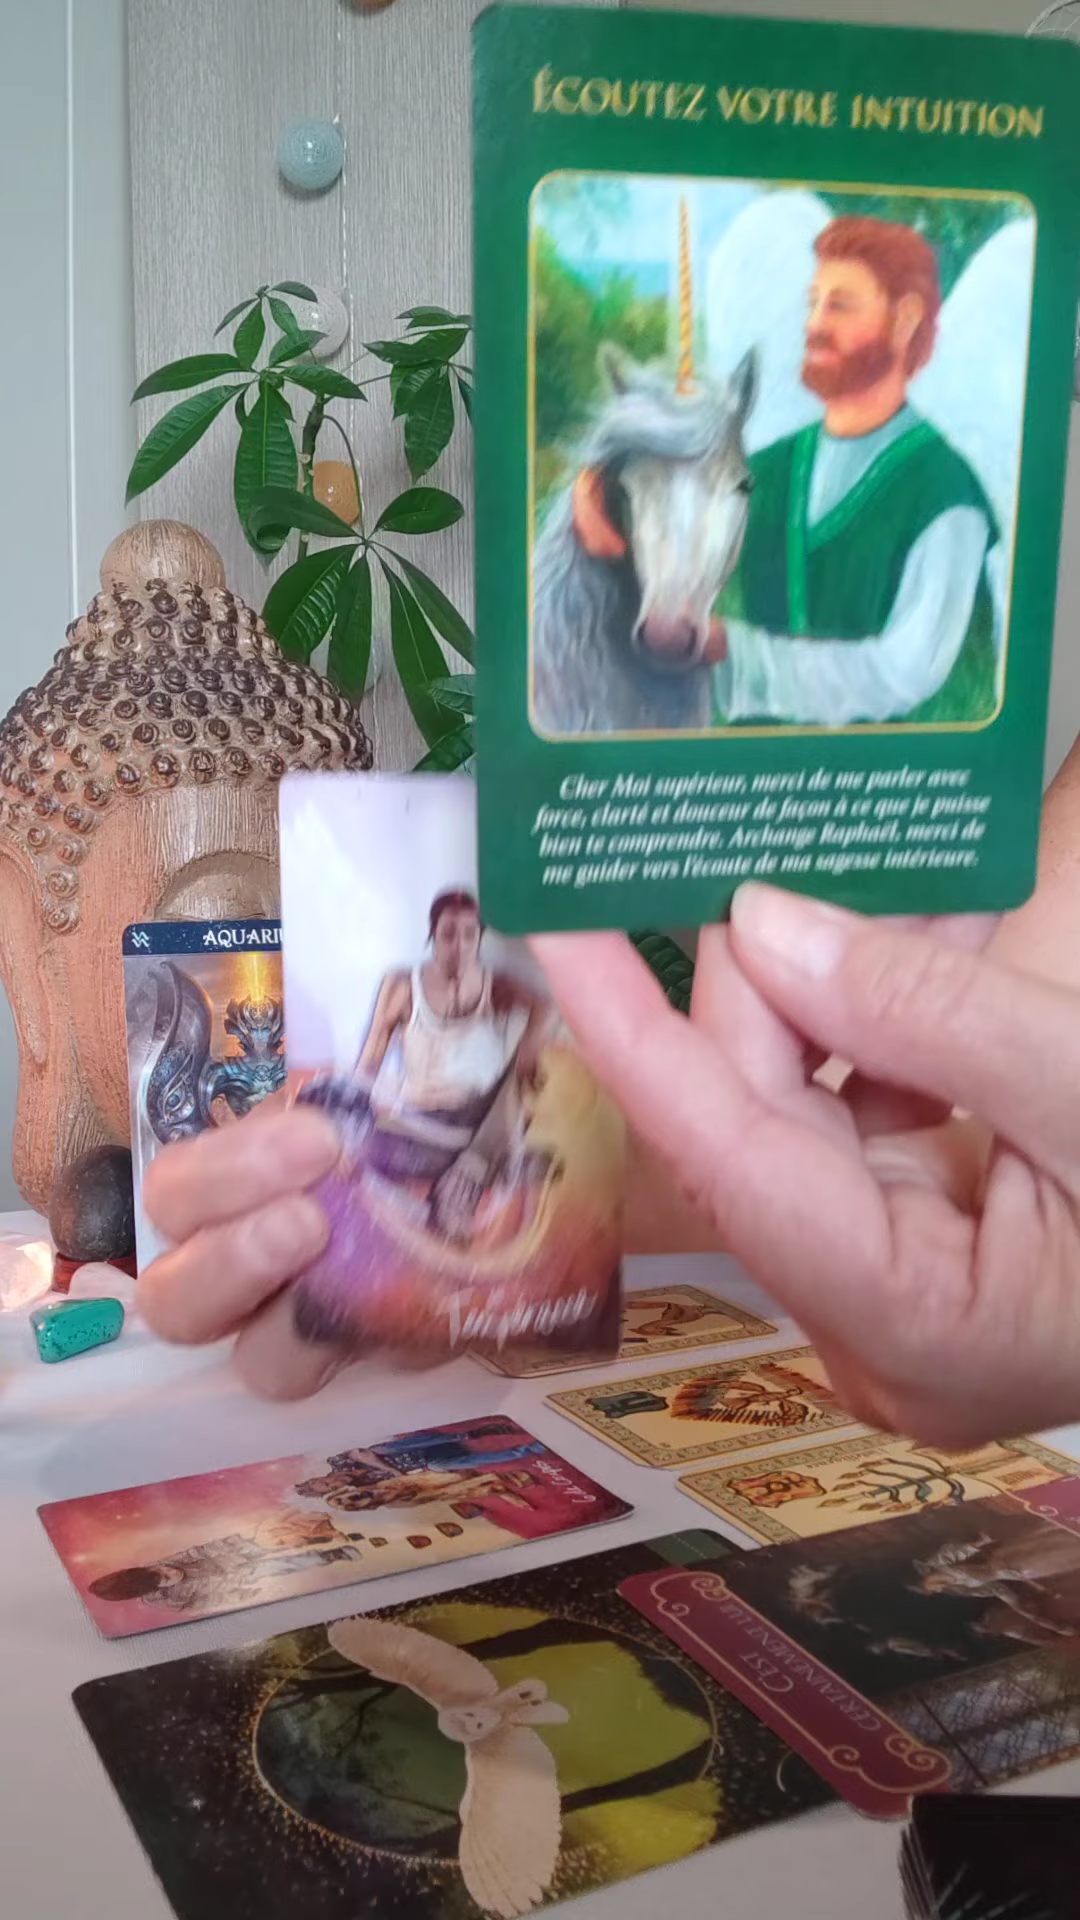 ÉCOUTEZ VOTRE INTUITION
Cher Moi supérieur, merci de me parler avec
force, clarté et douceur de façon à ce que je puisse
bien te comprendre. Archange Raphaël, merci de
me guider vers l'écoute de ma sagesse intérieure.
AQUARIU
C'EST
CERTAINEMENT LUI